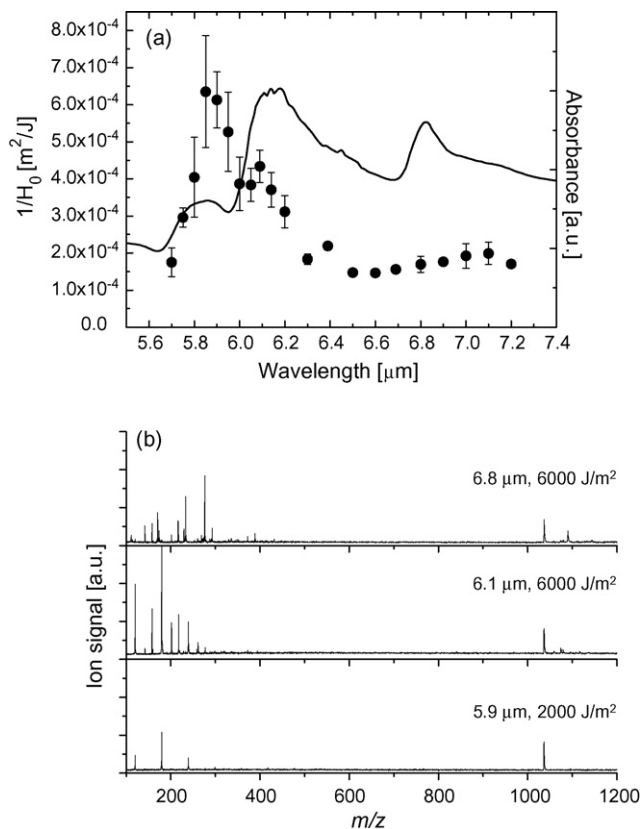 (a)
8.0x10-4
7.0x10-4
6.0x10-4
5.0x10-4
4.0x10-4
3.0x10-4
2.0x10-4
1.0x10-4
0.0
1/H0 [m2/J]
Absorbance [a.u.]
5.6 5.8 6.0 6.2 6.4 6.6 6.8 7.0 7.2 7.4
Wavelength [μm]
(b)
6.8 μm, 6000 J/m2
6.1 μm, 6000 J/m2
5.9 μm, 2000 J/m2
Ion signal [a.u.]
200 400 600 800 1000 1200
m/z